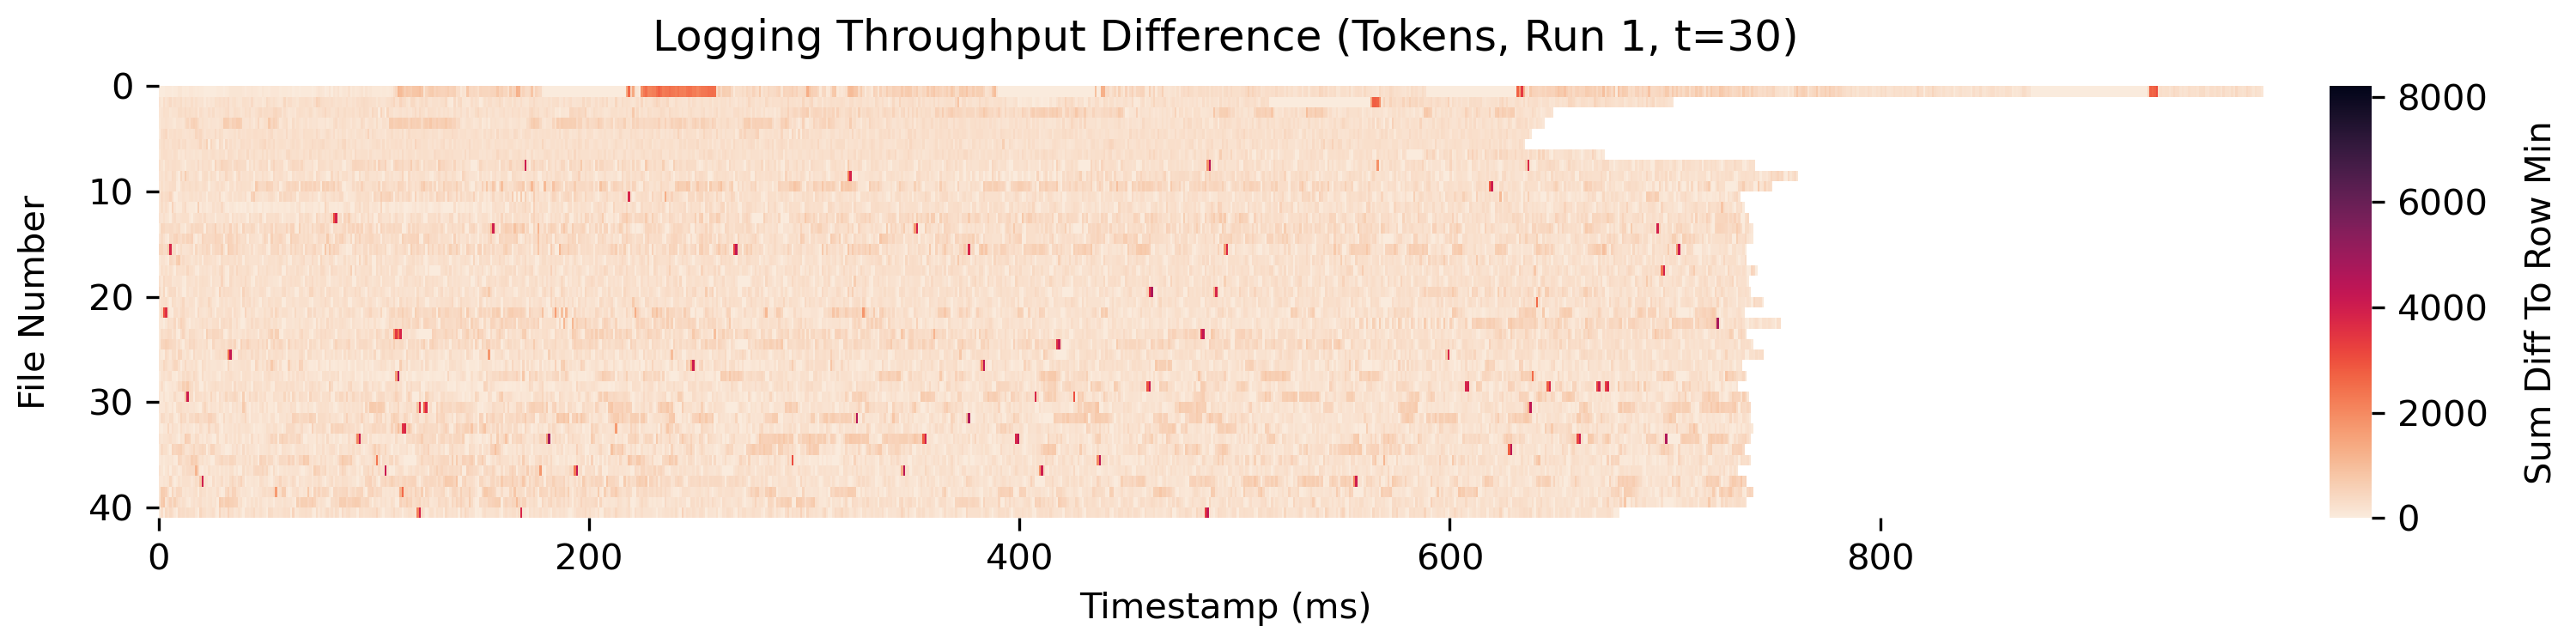 Logging Throughput Difference (Tokens, Run 1, t=30)
File Number
0
10
20
30
40
0 200 400 600 800
Timestamp (ms)
8000
6000
4000
2000
0
Sum Diff To Row Min